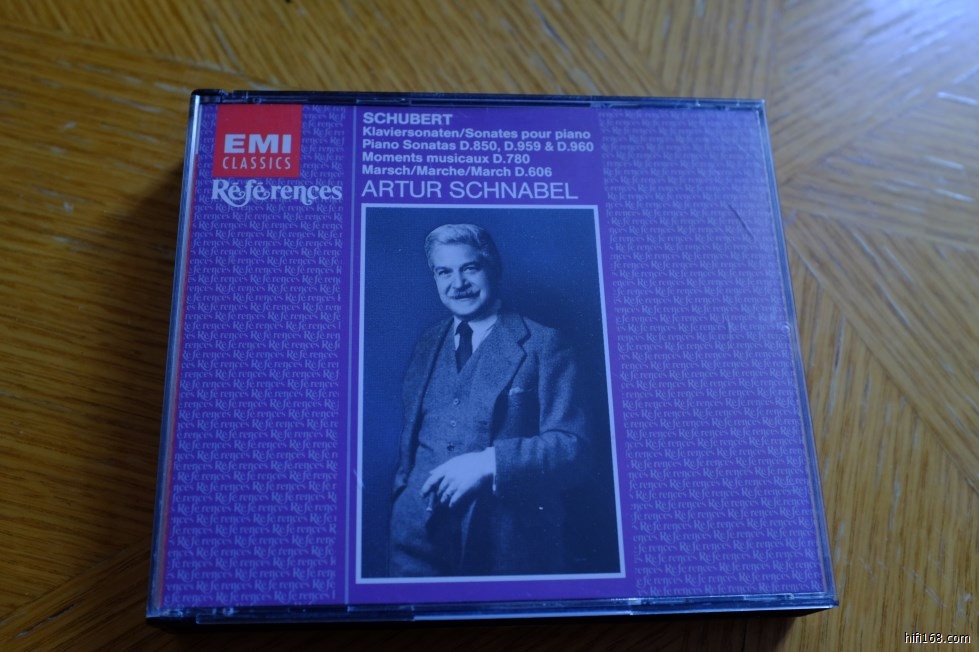 EMI
CLASSICS
Références
SCHUBERT
Klaviersonaten/Sonates pour piano
Piano Sonatas D.850, D.959 & D.960
Moments musicaux D.780
Marsch/Marche/March D.606
ARTUR SCHNABEL
hifi168.com